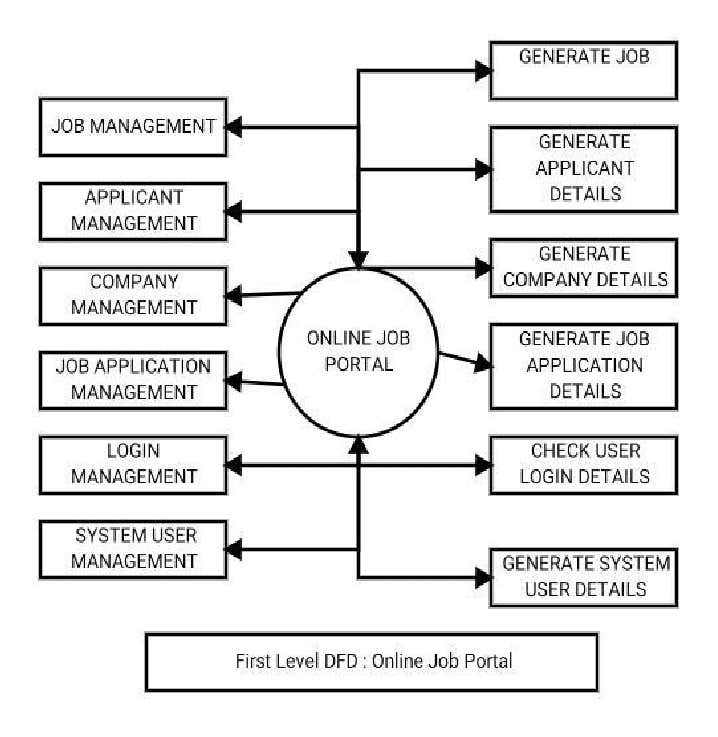 GENERATE JOB
JOB MANAGEMENT
GENERATE
APPLICANT
DETAILS
APPLICANT
MANAGEMENT
GENERATE
COMPANY DETAILS
COMPANY
MANAGEMENT
ONLINE JOB
PORTAL
GENERATE JOB
APPLICATION
DETAILS
JOB APPLICATION
MANAGEMENT
LOGIN
MANAGEMENT
CHECK USER
LOGIN DETAILS
SYSTEM USER
MANAGEMENT
GENERATE SYSTEM
USER DETAILS
First Level DFD : Online Job Portal